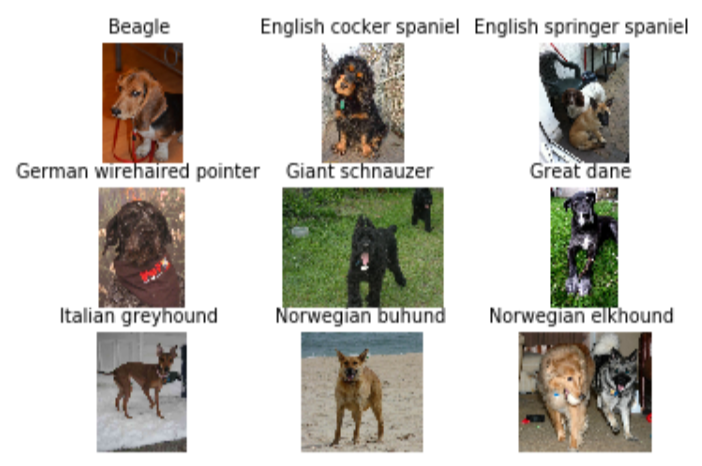 Beagle
English cocker spaniel
English springer spaniel
German wirehaired pointer
Giant schnauzer
Great dane
Italian greyhound
Norwegian buhund
Norwegian elkhound